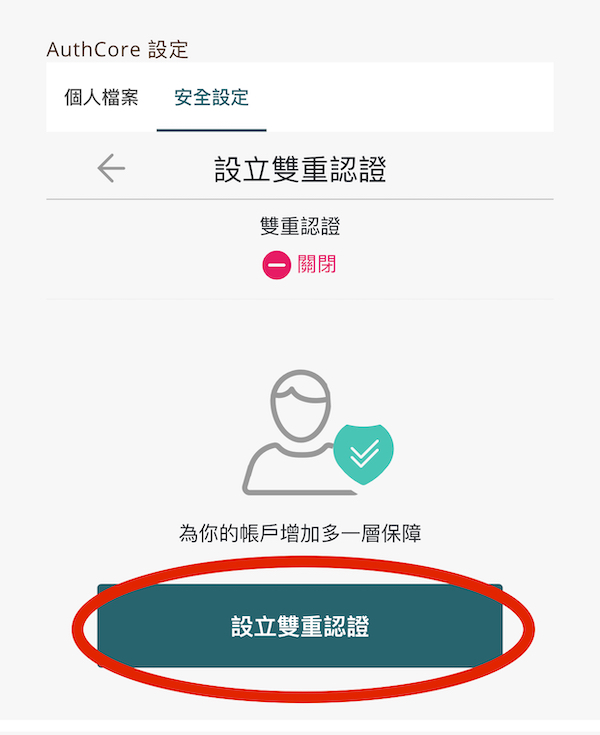 AuthCore 設定
個人檔案 安全設定
設立雙重認證
雙重認證
關閉
為你的帳戶增加多一層保障
設立雙重認證